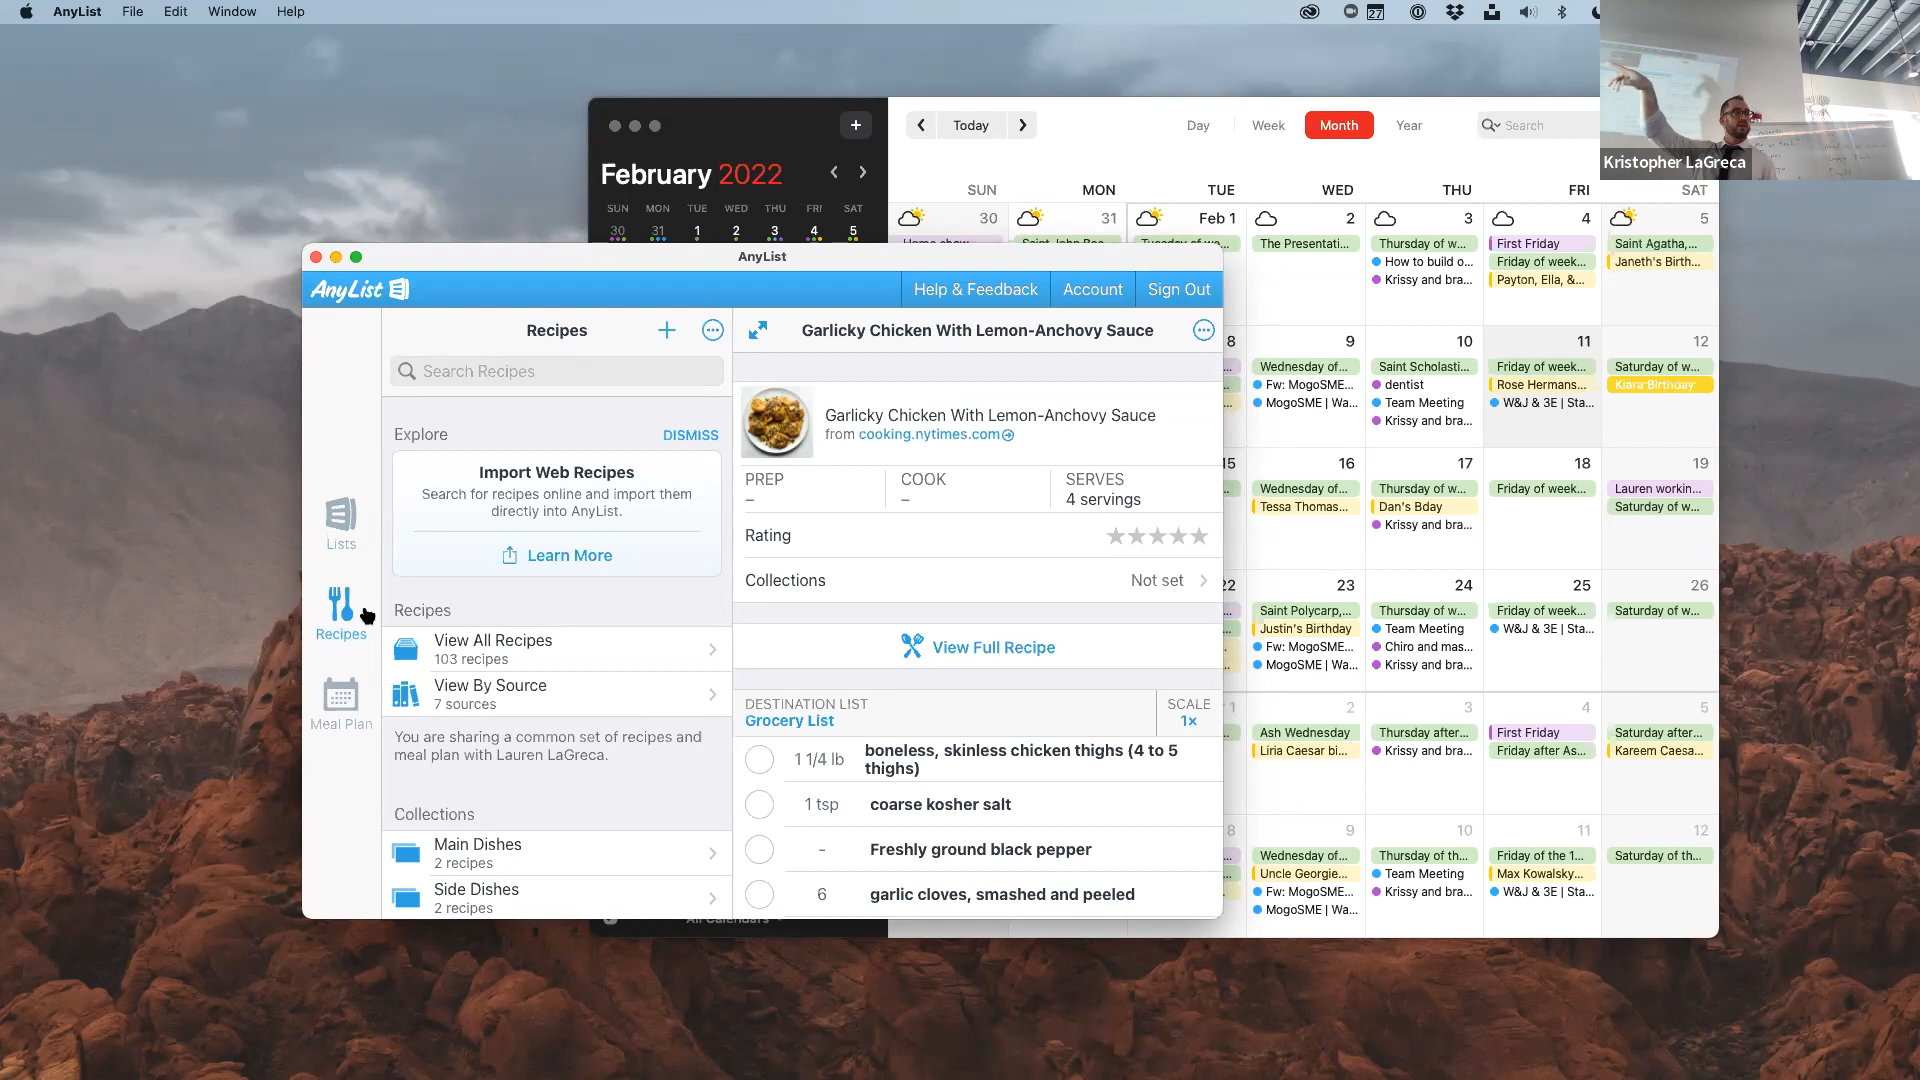 AnyList File Edit Window Help
27
Kristopher LaGreca
Today
Day Week Month Year
Search
February 2022
SUN MON TUE WED THU FRI SAT
30 31 1 2 3 4 5
SUN MON TUE WED THU FRI SAT
30 31 Feb 1 2 3 4 5
The Presentati...
Thursday of w...
How to build o...
Krissy and bra...
First Friday
Friday of week...
Payton, Ella, &...
Saint Agatha,...
Janeth's Birth...
AnyList
AnyList
Help & Feedback Account Sign Out
Recipes
Search Recipes
Explore DISMISS
Import Web Recipes
Search for recipes online and import them
directly into AnyList.
Learn More
Lists
Recipes
Meal Plan
Recipes
View All Recipes
103 recipes
View By Source
7 sources
You are sharing a common set of recipes and
meal plan with Lauren LaGreca.
Collections
Main Dishes
2 recipes
Side Dishes
2 recipes
Garlicky Chicken With Lemon-Anchovy Sauce
Garlicky Chicken With Lemon-Anchovy Sauce
from cooking.nytimes.com
PREP COOK SERVES
– – 4 servings
Rating
Collections Not set
View Full Recipe
DESTINATION LIST SCALE
Grocery List 1×
1 1/4 lb boneless, skinless chicken thighs (4 to 5
thighs)
1 tsp coarse kosher salt
- Freshly ground black pepper
6 garlic cloves, smashed and peeled
All Calendars
8 9 10 11 12
Wednesday of...
Fw: MogoSME...
MogoSME | Wa...
Saint Scholasti...
dentist
Team Meeting
Krissy and bra...
Friday of week...
Rose Hermans...
W&J & 3E | Sta...
Saturday of w...
Kiara Birthday
15 16 17 18 19
Wednesday of...
Tessa Thomas...
Thursday of w...
Dan's Bday
Krissy and bra...
Friday of week...
Lauren workin...
Saturday of w...
22 23 24 25 26
Saint Polycarp,...
Justin's Birthday
Fw: MogoSME...
MogoSME | Wa...
Thursday of w...
Team Meeting
Chiro and mas...
Krissy and bra...
Friday of week...
W&J & 3E | Sta...
Saturday of w...
1 2 3 4 5
Ash Wednesday
Liria Caesar bi...
Thursday after...
Krissy and bra...
First Friday
Friday after As...
Saturday after...
Kareem Caesa...
8 9 10 11 12
Wednesday of...
Uncle Georgie...
Fw: MogoSME...
MogoSME | Wa...
Thursday of th...
Team Meeting
Krissy and bra...
Friday of the 1...
Max Kowalsky...
W&J & 3E | Sta...
Saturday of th...